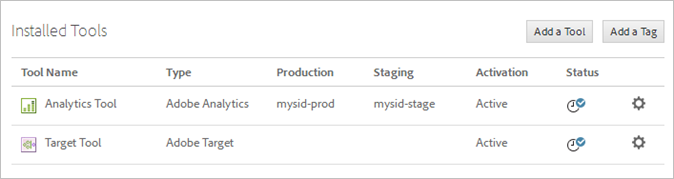 Installed Tools
Add a Tool
Add a Tag
Tool Name Type Production Staging Activation Status
Analytics Tool Adobe Analytics mysid-prod mysid-stage Active
Target Tool Adobe Target Active